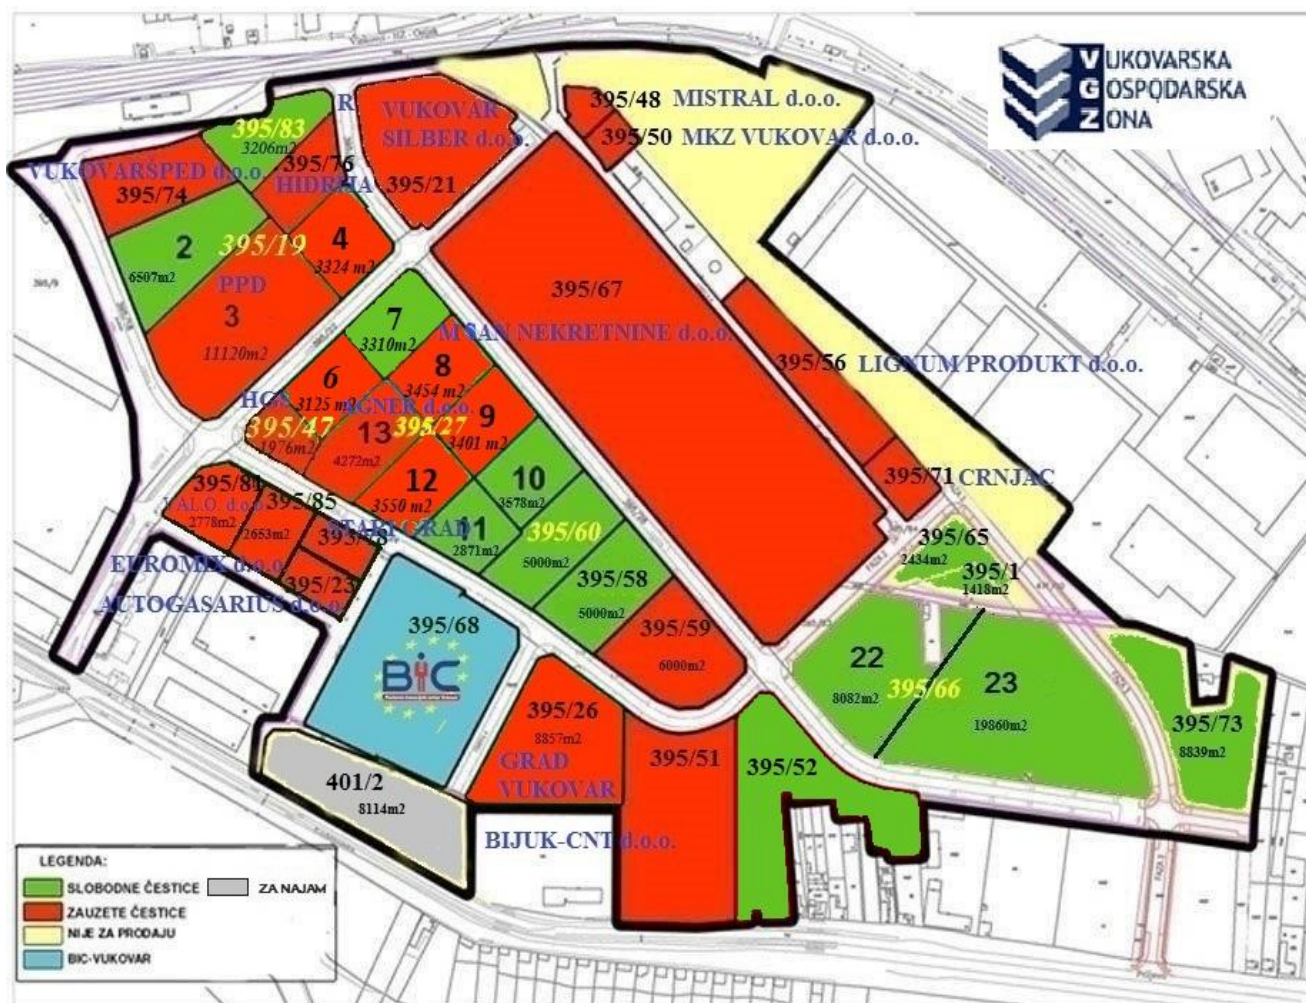 VUKOVARSKA
GOSPODARSKA
ZONA
R
395/83
3206m2
VUKOVAR
SILBER d.o.o.
395/21
395/48 MISTRAL d.o.o.
395/50 MKZ VUKOVAR d.o.o.
VUKOVARŠPED d.o.o.
395/74
395/76
2
6507m2
395/19
4
3324 m2
PPD
3
11120m2
395/67
M SAN NEKRETNINE d.o.o.
7
3310m2
8
3454 m2
395/56 LIGNUM PRODUKT d.o.o.
6
3125 m2
395/47
1976m2
AGNER d.o.o.
13
4272m2
395/27
9
3401 m2
12
3550 m2
10
3578m2
395/71 CRNJAC
395/85
V.A.L.O. d.o.o.
2778m2
2653m2
STARI GRAD
11
2871m2
395/60
5000m2
395/65
2434m2
395/1
1418m2
EUROMIX d.o.o.
395/23
AUTOGASARIUS d.o.o.
395/58
5000m2
395/68
BIC
395/59
6000m2
22
8082m2
395/66
23
19860m2
395/73
8839m2
395/26
8857m2
GRAD
VUKOVAR
395/51
395/52
401/2
8114m2
BIJUK-CNT d.o.o.
LEGENDA:
SLOBODNE ČESTICE
ZA NAJAM
ZAUZETE ČESTICE
NIJE ZA PRODAJU
BIC-VUKOVAR